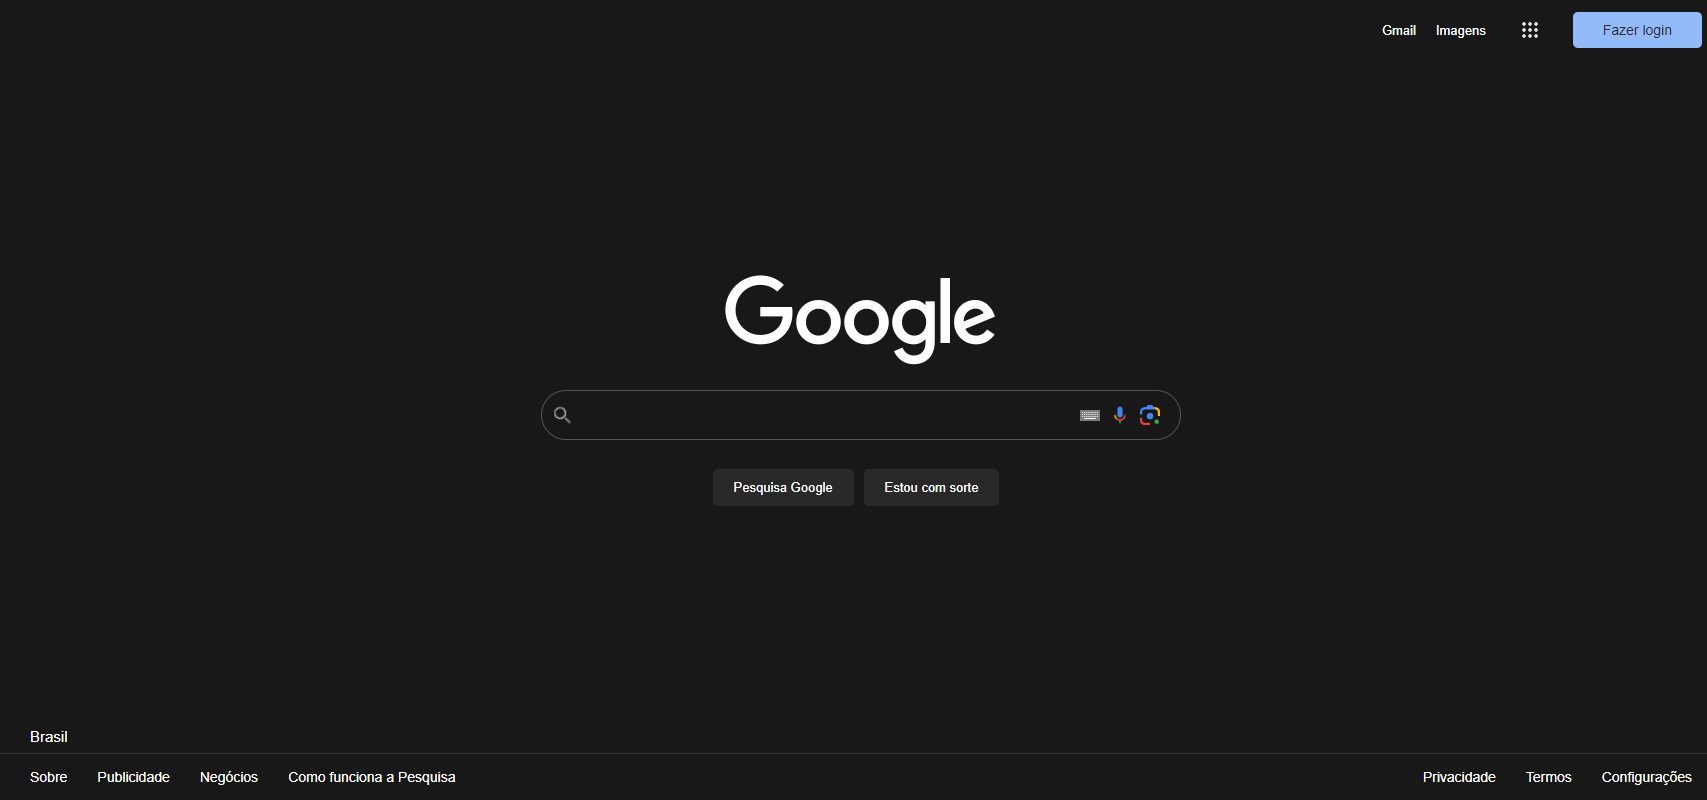 Gmail Imagens Fazer login
Google
Pesquisa Google Estou com sorte
Brasil
Sobre Publicidade Negócios Como funciona a Pesquisa Privacidade Termos Configurações